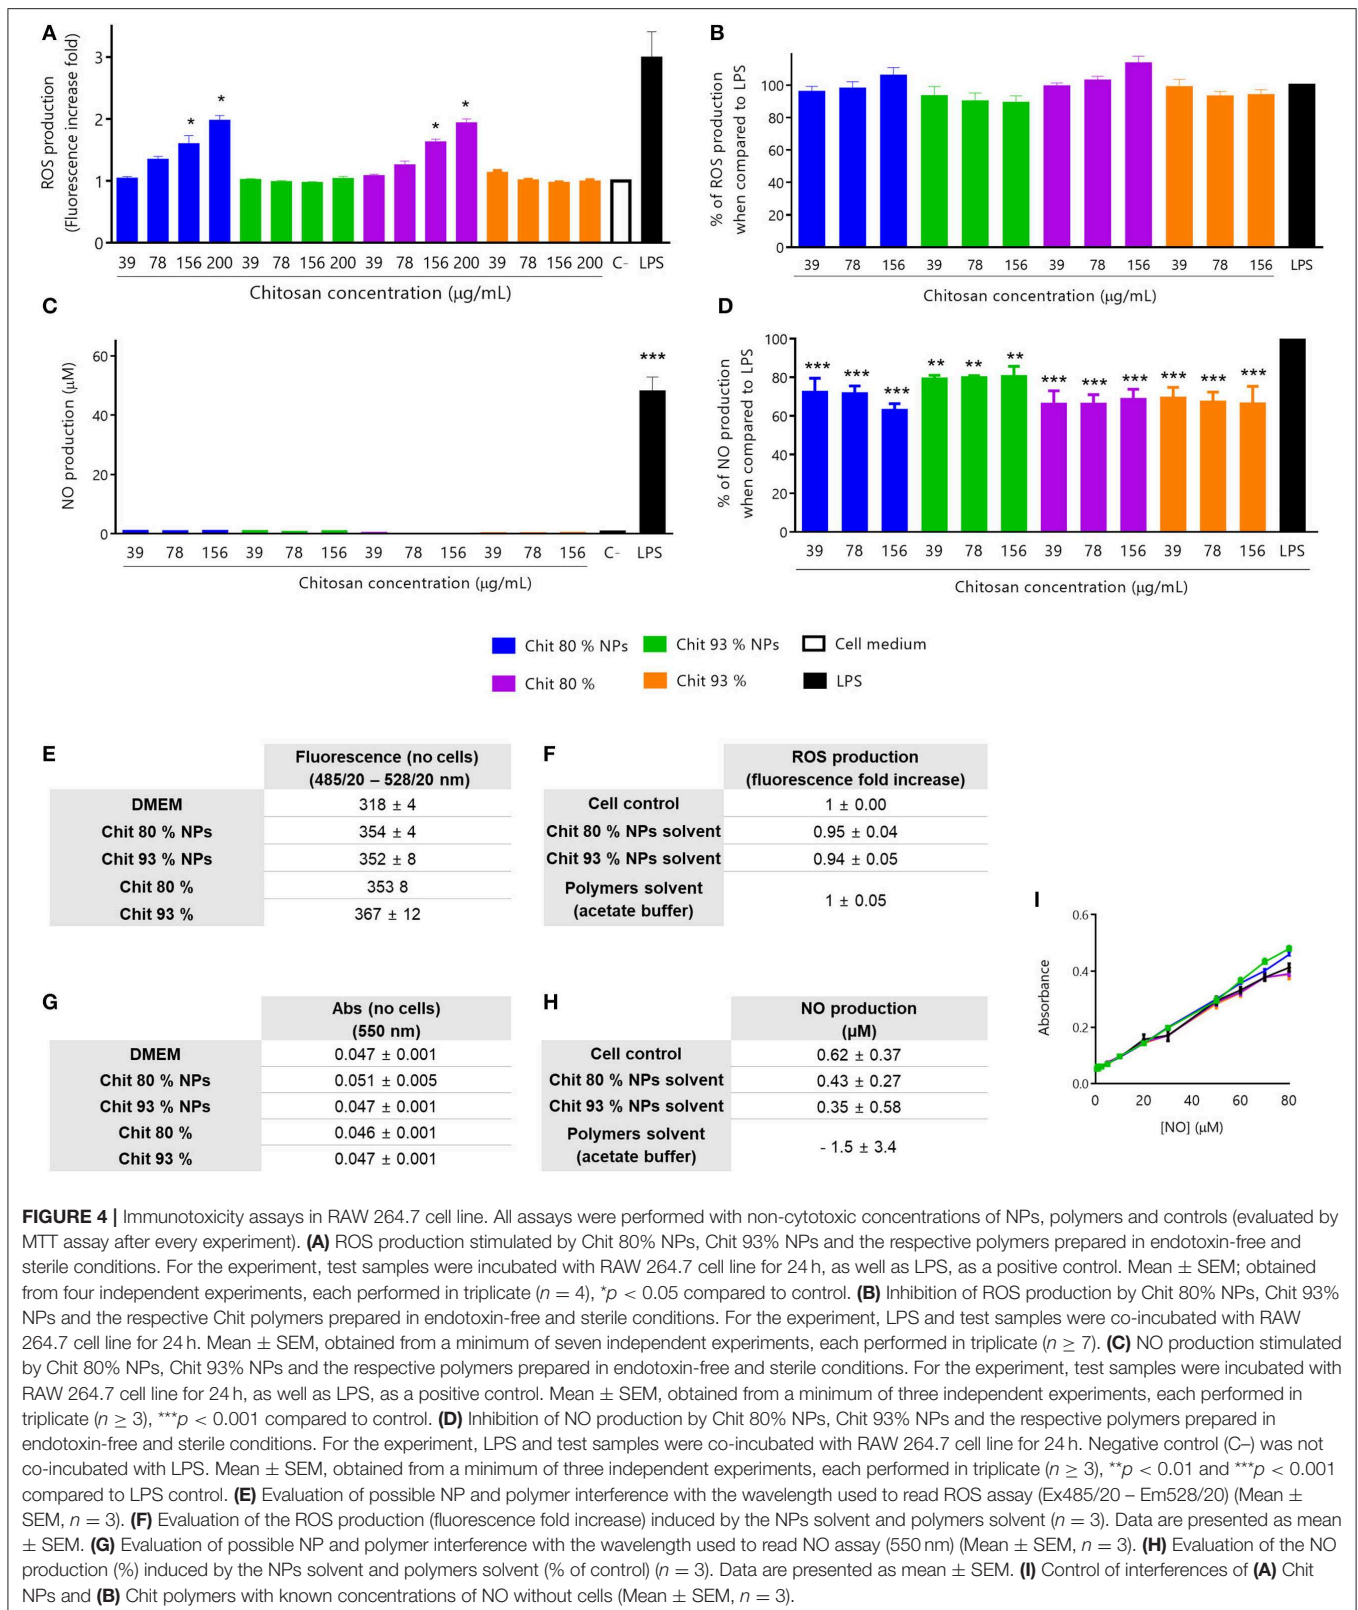 A
ROS production
(Fluorescence increase fold)
3
2
1
0
* * * *
39 78 156 200 39 78 156 200 39 78 156 200 39 78 156 200 C- LPS
Chitosan concentration (μg/mL)
B
% of ROS production
when compared to LPS
100
80
60
40
20
0
39 78 156 39 78 156 39 78 156 39 78 156 LPS
Chitosan concentration (μg/mL)
C
NO production (μM)
60
40
20
0
***
39 78 156 39 78 156 39 78 156 39 78 156 C- LPS
Chitosan concentration (μg/mL)
D
% of NO production
when compared to LPS
100
80
60
40
20
0
*** *** *** ** ** ** *** *** *** *** *** ***
39 78 156 39 78 156 39 78 156 39 78 156 LPS
Chitosan concentration (μg/mL)
Chit 80 % NPs Chit 93 % NPs Cell medium
Chit 80 % Chit 93 % LPS
E
Fluorescence (no cells)
(485/20 – 528/20 nm)
DMEM 318 ± 4
Chit 80 % NPs 354 ± 4
Chit 93 % NPs 352 ± 8
Chit 80 % 353 8
Chit 93 % 367 ± 12
F
ROS production
(fluorescence fold increase)
Cell control 1 ± 0.00
Chit 80 % NPs solvent 0.95 ± 0.04
Chit 93 % NPs solvent 0.94 ± 0.05
Polymers solvent
(acetate buffer) 1 ± 0.05
G
Abs (no cells)
(550 nm)
DMEM 0.047 ± 0.001
Chit 80 % NPs 0.051 ± 0.005
Chit 93 % NPs 0.047 ± 0.001
Chit 80 % 0.046 ± 0.001
Chit 93 % 0.047 ± 0.001
H
NO production
(μM)
Cell control 0.62 ± 0.37
Chit 80 % NPs solvent 0.43 ± 0.27
Chit 93 % NPs solvent 0.35 ± 0.58
Polymers solvent
(acetate buffer) - 1.5 ± 3.4
I
Absorbance
0.6
0.4
0.2
0.0
0 20 40 60 80
[NO] (μM)
FIGURE 4 | Immunotoxicity assays in RAW 264.7 cell line. All assays were performed with non-cytotoxic concentrations of NPs, polymers and controls (evaluated by
MTT assay after every experiment). (A) ROS production stimulated by Chit 80% NPs, Chit 93% NPs and the respective polymers prepared in endotoxin-free and
sterile conditions. For the experiment, test samples were incubated with RAW 264.7 cell line for 24 h, as well as LPS, as a positive control. Mean ± SEM; obtained
from four independent experiments, each performed in triplicate (n = 4), *p < 0.05 compared to control. (B) Inhibition of ROS production by Chit 80% NPs, Chit 93%
NPs and the respective Chit polymers prepared in endotoxin-free and sterile conditions. For the experiment, LPS and test samples were co-incubated with RAW
264.7 cell line for 24 h. Mean ± SEM, obtained from a minimum of seven independent experiments, each performed in triplicate (n ≥ 7). (C) NO production stimulated
by Chit 80% NPs, Chit 93% NPs and the respective polymers prepared in endotoxin-free and sterile conditions. For the experiment, test samples were incubated with
RAW 264.7 cell line for 24 h, as well as LPS, as a positive control. Mean ± SEM, obtained from a minimum of three independent experiments, each performed in
triplicate (n ≥ 3), ***p < 0.001 compared to control. (D) Inhibition of NO production by Chit 80% NPs, Chit 93% NPs and the respective polymers prepared in
endotoxin-free and sterile conditions. For the experiment, LPS and test samples were co-incubated with RAW 264.7 cell line for 24 h. Negative control (C–) was not
co-incubated with LPS. Mean ± SEM, obtained from a minimum of three independent experiments, each performed in triplicate (n ≥ 3), **p < 0.01 and ***p < 0.001
compared to LPS control. (E) Evaluation of possible NP and polymer interference with the wavelength used to read ROS assay (Ex485/20 – Em528/20) (Mean ±
SEM, n = 3). (F) Evaluation of the ROS production (fluorescence fold increase) induced by the NPs solvent and polymers solvent (n = 3). Data are presented as mean
± SEM. (G) Evaluation of possible NP and polymer interference with the wavelength used to read NO assay (550 nm) (Mean ± SEM, n = 3). (H) Evaluation of the NO
production (%) induced by the NPs solvent and polymers solvent (% of control) (n = 3). Data are presented as mean ± SEM. (I) Control of interferences of (A) Chit
NPs and (B) Chit polymers with known concentrations of NO without cells (Mean ± SEM, n = 3).